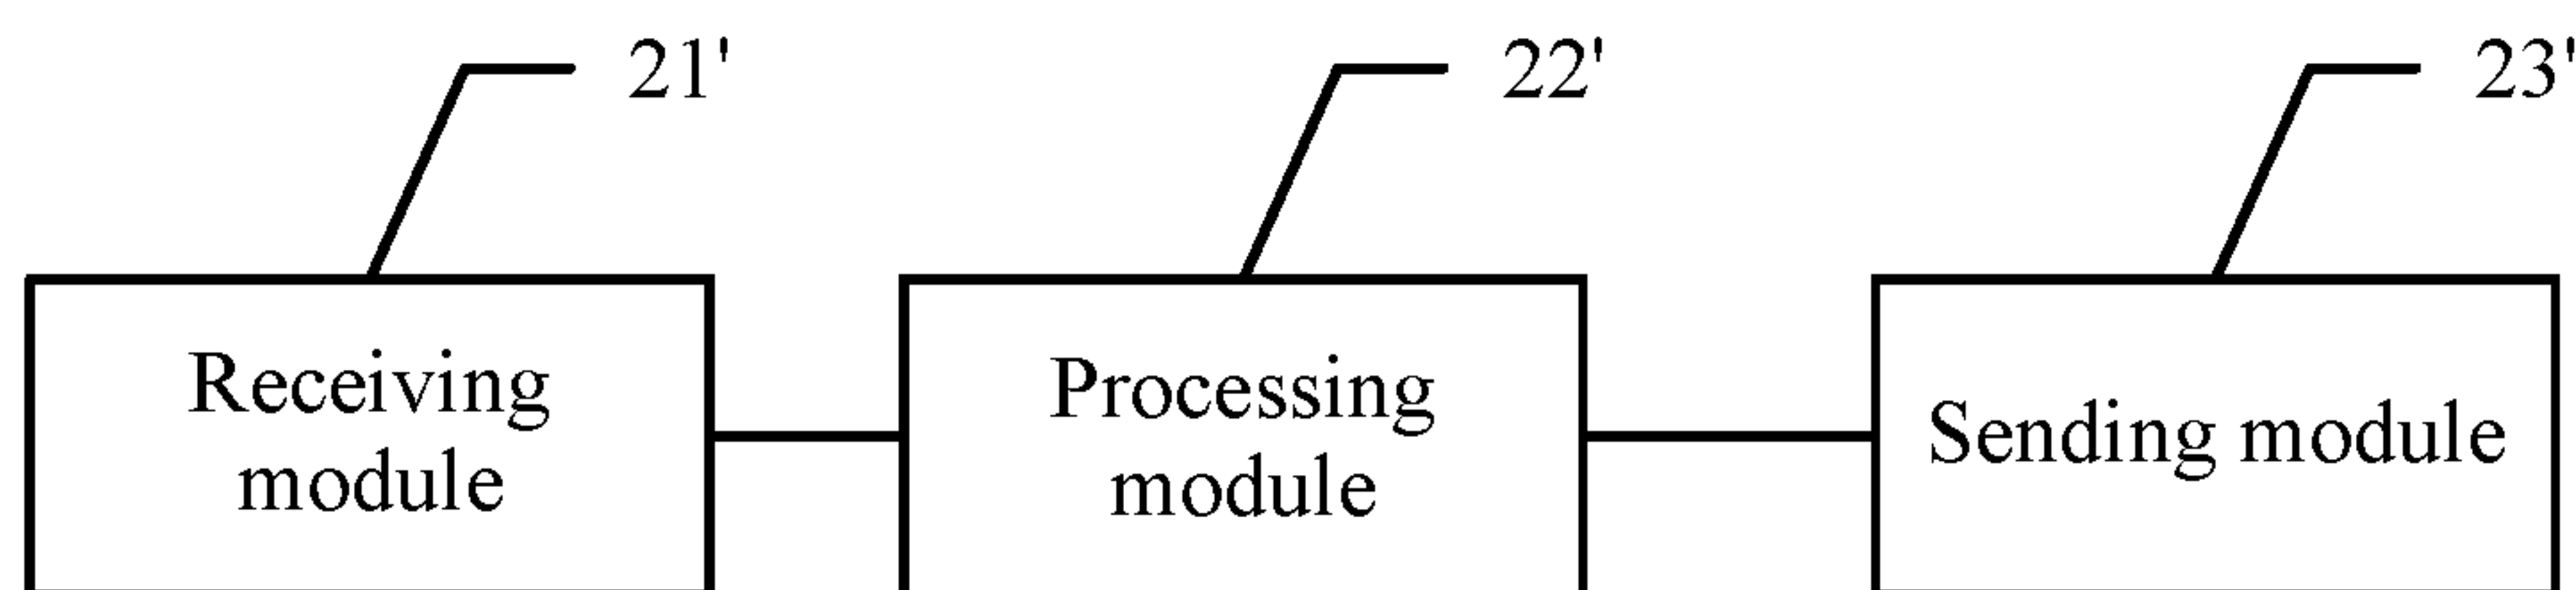 21'
22'
23'
Receiving
module
Processing
module
Sending module